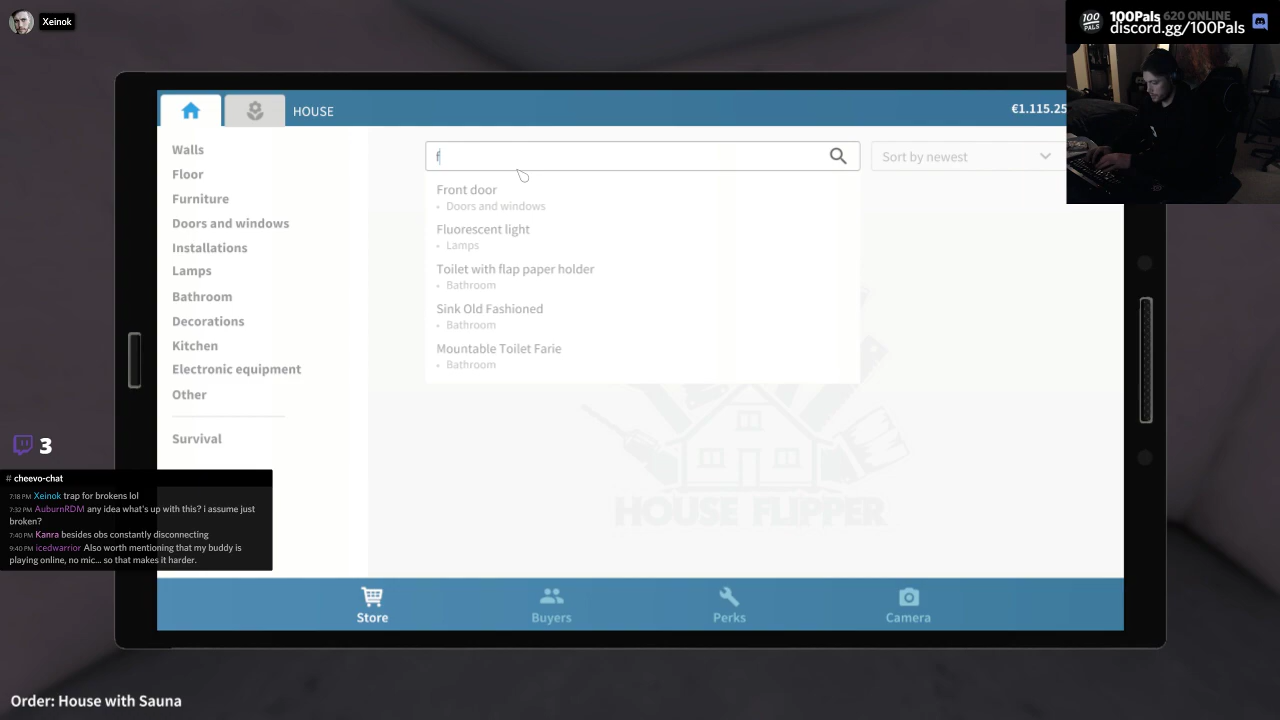 Xeinok
100Pals 620 ONLINE
100
PALS
discord.gg/100Pals
HOUSE
€1.115.25
Walls
Floor
Furniture
Doors and windows
Installations
Lamps
Bathroom
Decorations
Kitchen
Electronic equipment
Other
Survival
f
Sort by newest
Front door
• Doors and windows
Fluorescent light
• Lamps
Toilet with flap paper holder
• Bathroom
Sink Old Fashioned
• Bathroom
Mountable Toilet Farie
• Bathroom
HOUSE FLIPPER
3
# cheevo-chat
7:18 PM Xeinok trap for brokens lol
7:32 PM AuburnRDM any idea what's up with this? i assume just
broken?
7:40 PM Kanra besides obs constantly disconnecting
9:40 PM icedwarrior Also worth mentioning that my buddy is
playing online, no mic... so that makes it harder.
Store
Buyers
Perks
Camera
Order: House with Sauna